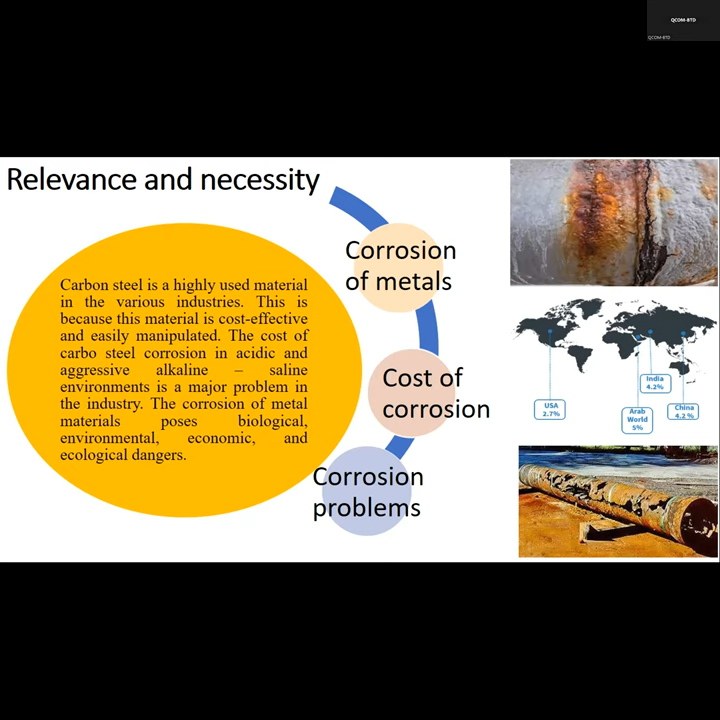 QCDM-BTD
QCDM-BTD
Relevance and necessity
Carbon steel is a highly used material
in the various industries. This is
because this material is cost-effective
and easily manipulated. The cost of
carbo steel corrosion in acidic and
aggressive alkaline – saline
environments is a major problem in
the industry. The corrosion of metal
materials poses biological,
environmental, economic, and
ecological dangers.
Corrosion
of metals
Cost of
corrosion
Corrosion
problems
India
4.2%
USA
2.7%
Arab
World
5%
China
4.2 %